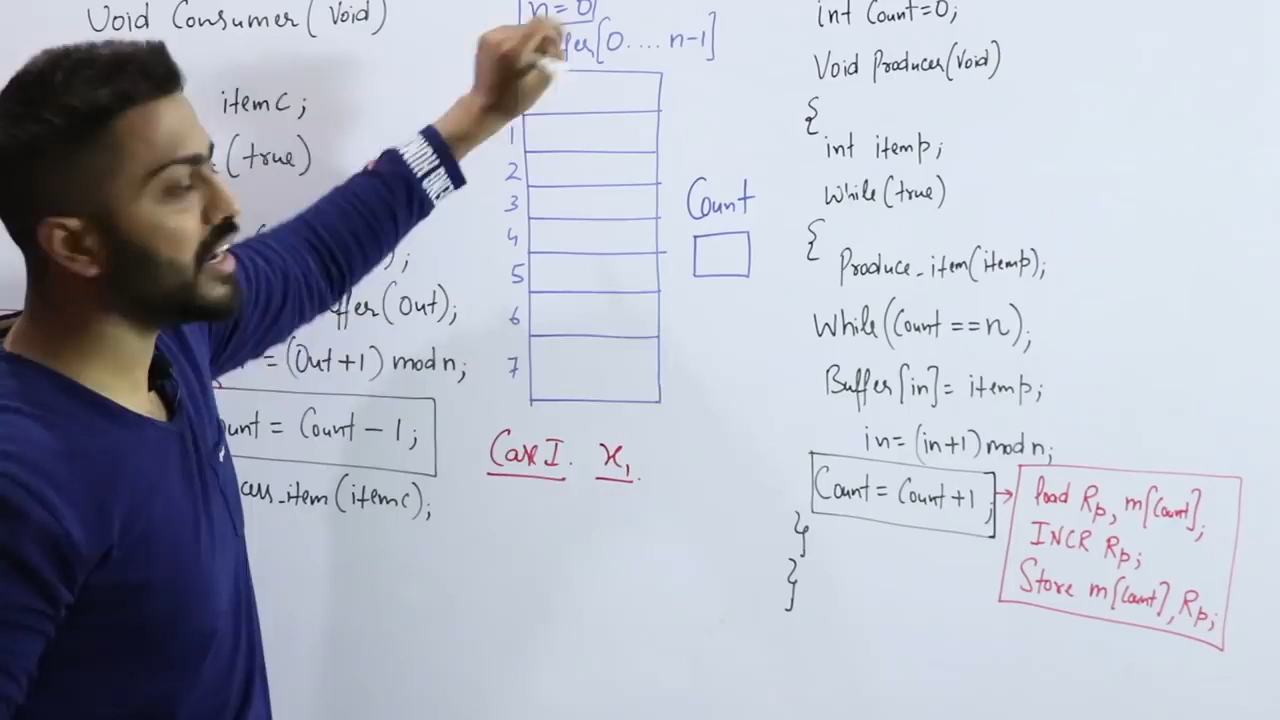 Void Consumer(Void)
itemc;
(true)
);
ffer(Out);
= (Out+1) mod n;
unt = Count - 1;
ess_item(itemc);
n = 0
fer[0....n-1]
1
2
3
4
5
6
7
Count
Case I. x1.
int Count=0;
Void Producer(Void)
{
int itemp;
While(true)
{
Produce_item(itemp);
While(Count ==n);
Buffer[in]= itemp;
in=(in+1)mod n;
Count = Count +1;
}
}
load Rp, m[Count];
INCR Rp;
Store m[Count], Rp;